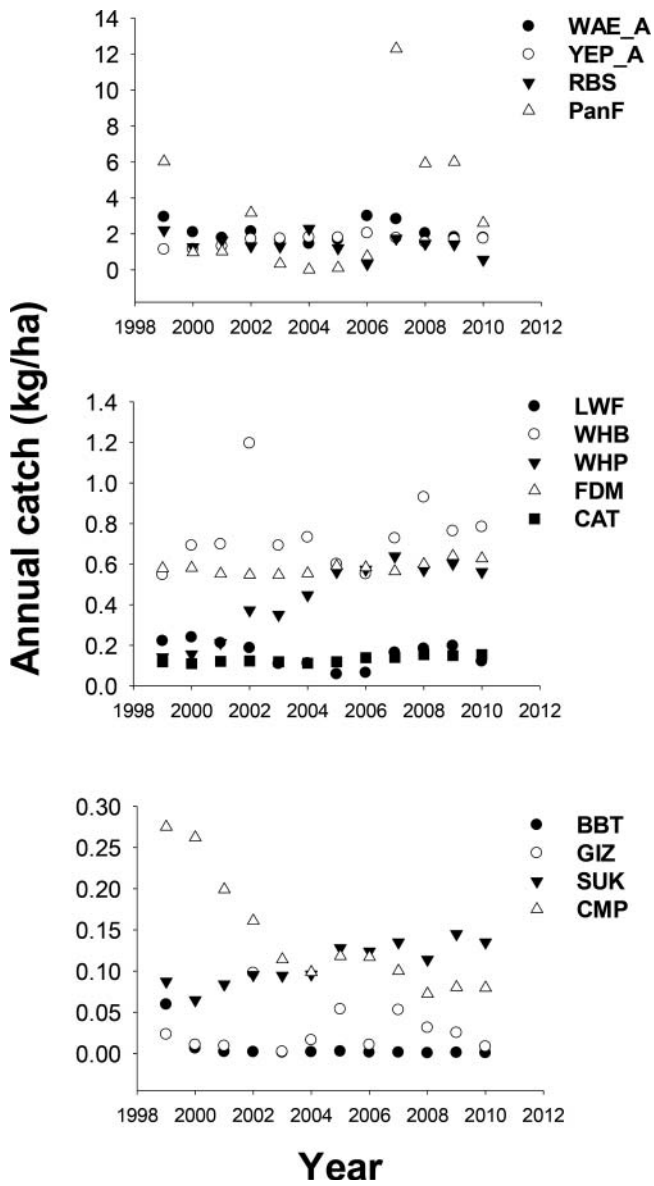 Annual catch (kg/ha)
14
12
10
8
6
4
2
0
1998 2000 2002 2004 2006 2008 2010 2012
WAE_A
YEP_A
RBS
PanF
1.4
1.2
1.0
0.8
0.6
0.4
0.2
0.0
1998 2000 2002 2004 2006 2008 2010 2012
LWF
WHB
WHP
FDM
CAT
0.30
0.25
0.20
0.15
0.10
0.05
0.00
1998 2000 2002 2004 2006 2008 2010 2012
BBT
GIZ
SUK
CMP
Year